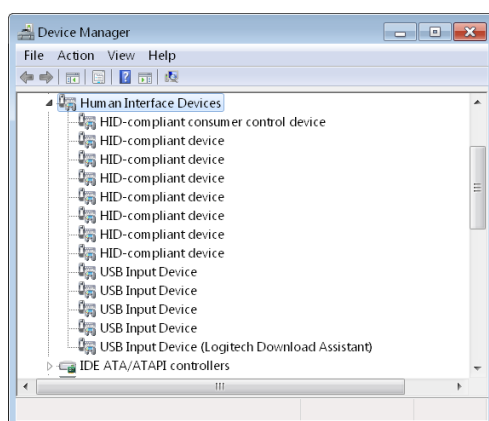 Device Manager
File Action View Help
Human Interface Devices
HID-compliant consumer control device
HID-compliant device
HID-compliant device
HID-compliant device
HID-compliant device
HID-compliant device
HID-compliant device
HID-compliant device
USB Input Device
USB Input Device
USB Input Device
USB Input Device
USB Input Device (Logitech Download Assistant)
IDE ATA/ATAPI controllers